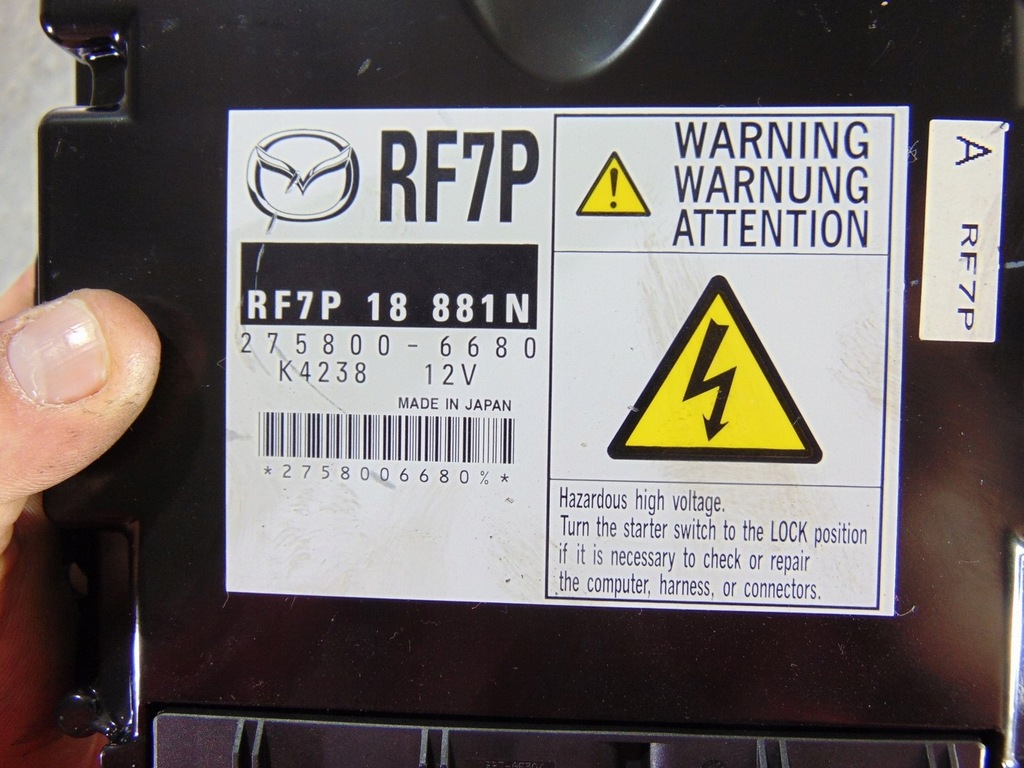 RF7P
RF7P 18 881N
275800-6680
K4238 12V
MADE IN JAPAN
*2758006680%*
WARNING
WARNUNG
ATTENTION
Hazardous high voltage.
Turn the starter switch to the LOCK position
if it is necessary to check or repair
the computer, harness, or connectors.
A RF7P